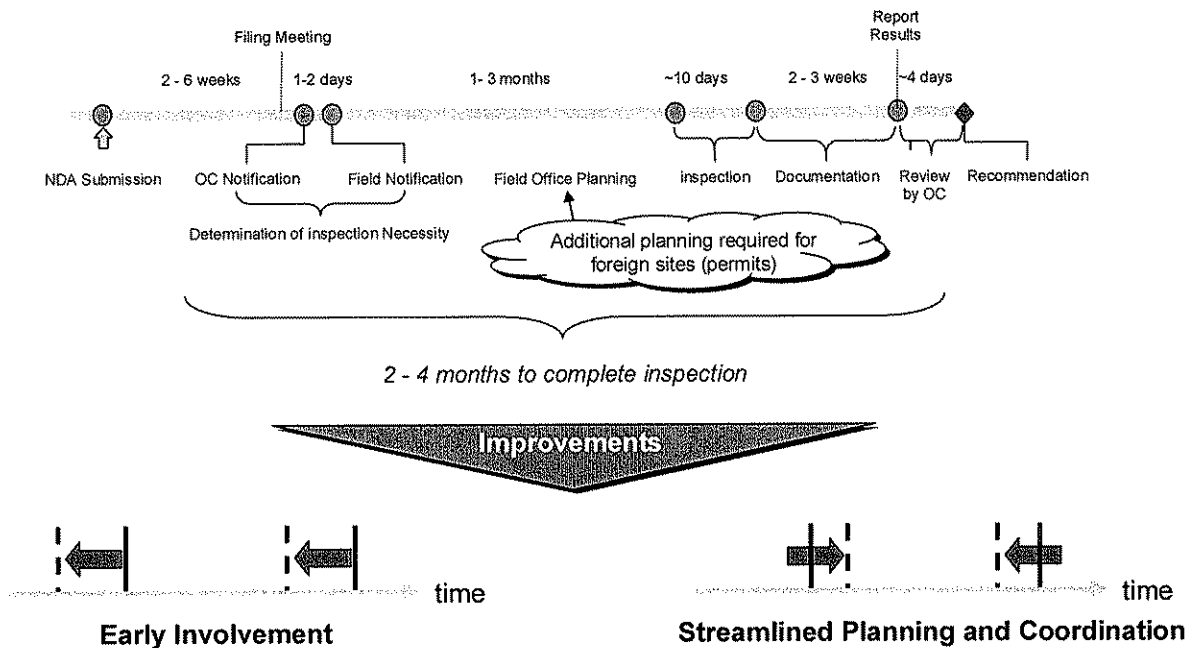 Report
Results
Filing Meeting
2 - 6 weeks
1-2 days
1- 3 months
~10 days
2 - 3 weeks
~4 days
NDA Submission
OC Notification
Field Notification
Field Office Planning
inspection
Documentation
Review
by OC
Recommendation
Determination of inspection Necessity
Additional planning required for
foreign sites (permits)
2 - 4 months to complete inspection
Improvements
time
time
Early Involvement
Streamlined Planning and Coordination